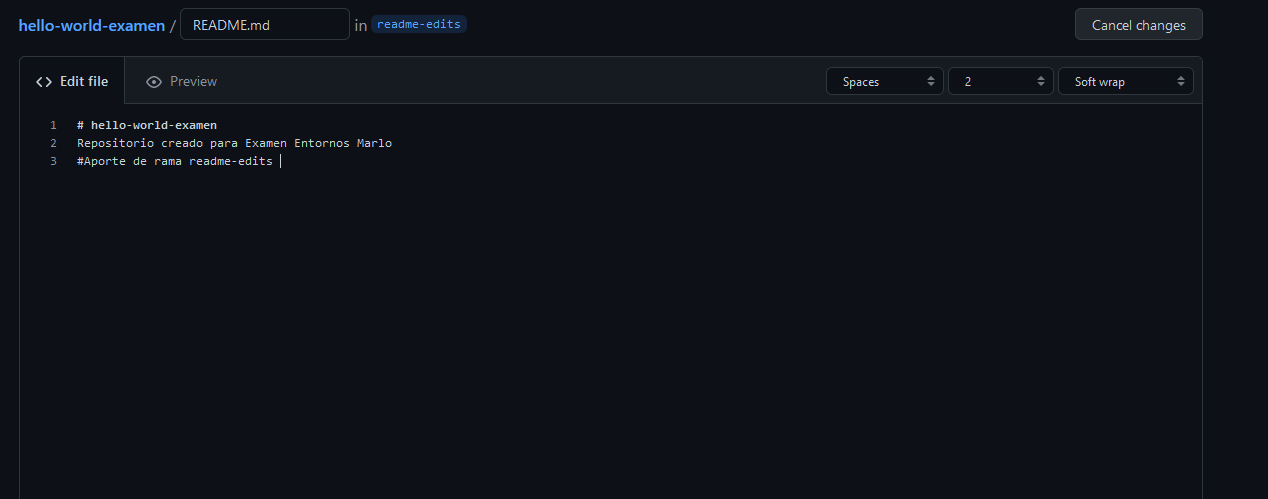 hello-world-examen / README.md in readme-edits Cancel changes
Edit file Preview Spaces 2 Soft wrap
1 # hello-world-examen
2 Repositorio creado para Examen Entornos Marlo
3 #Aporte de rama readme-edits